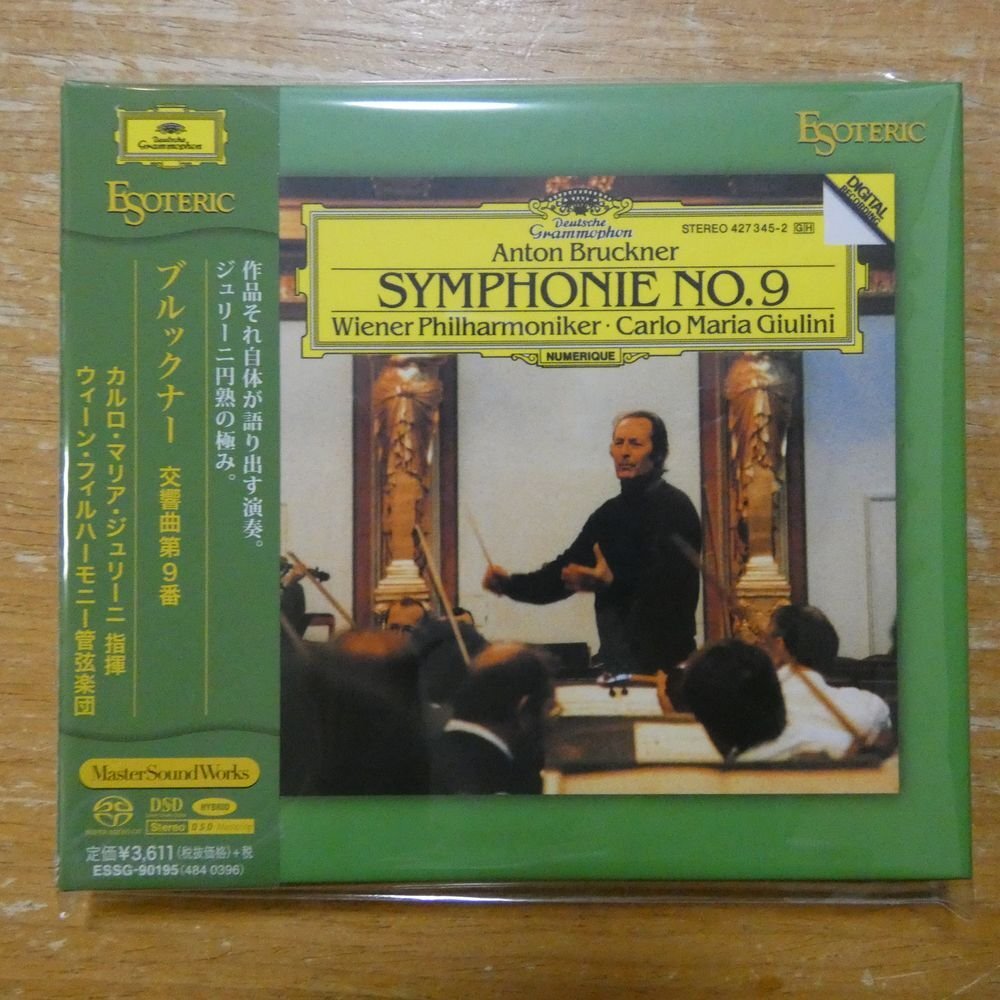 Deutsche
Grammophon
ESOTERIC
作品それ自体が語り出す演奏。
ジュリーニ円熟の極み。
ブルックナー 交響曲第9番
カルロ・マリア・ジュリーニ 指揮
ウィーン・フィルハーモニー管弦楽団
MasterSoundWorks
SUPER AUDIO CD
DSD
HYBRID
Stereo
DSD Mastering
定価¥3,611(税抜価格)+税
ESSG-90195(484 0396)
ESOTERIC
DIGITAL
RECORDING
Deutsche
Grammophon
STEREO 427 345-2 GH
Anton Bruckner
SYMPHONIE NO. 9
Wiener Philharmoniker · Carlo Maria Giulini
NUMERIQUE